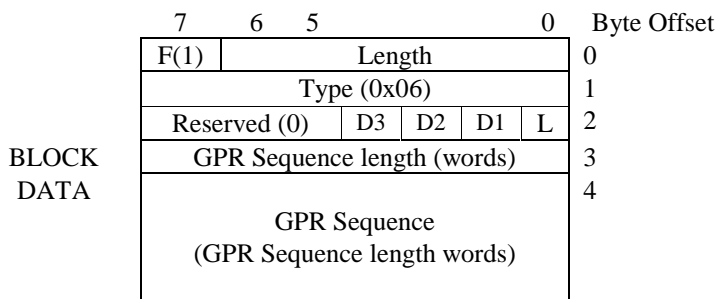 7 6 5 0 Byte Offset
F(1) Length 0
Type (0x06) 1
Reserved (0) D3 D2 D1 L 2
BLOCK GPR Sequence length (words) 3
DATA 4
GPR Sequence
(GPR Sequence length words)